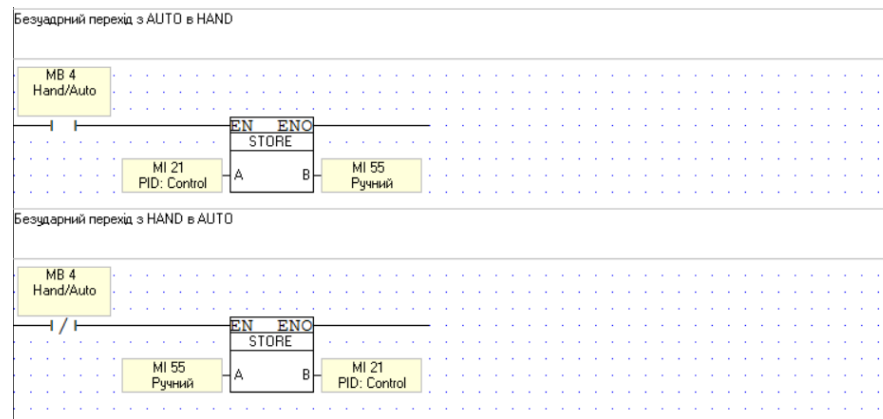 Безуадрний перехід з AUTO в HAND
MB 4
Hand/Auto
EN ENO
STORE
MI 21
PID: Control
A B
MI 55
Ручний
Безударний перехід з HAND в AUTO
MB 4
Hand/Auto
EN ENO
STORE
MI 55
Ручний
A B
MI 21
PID: Control